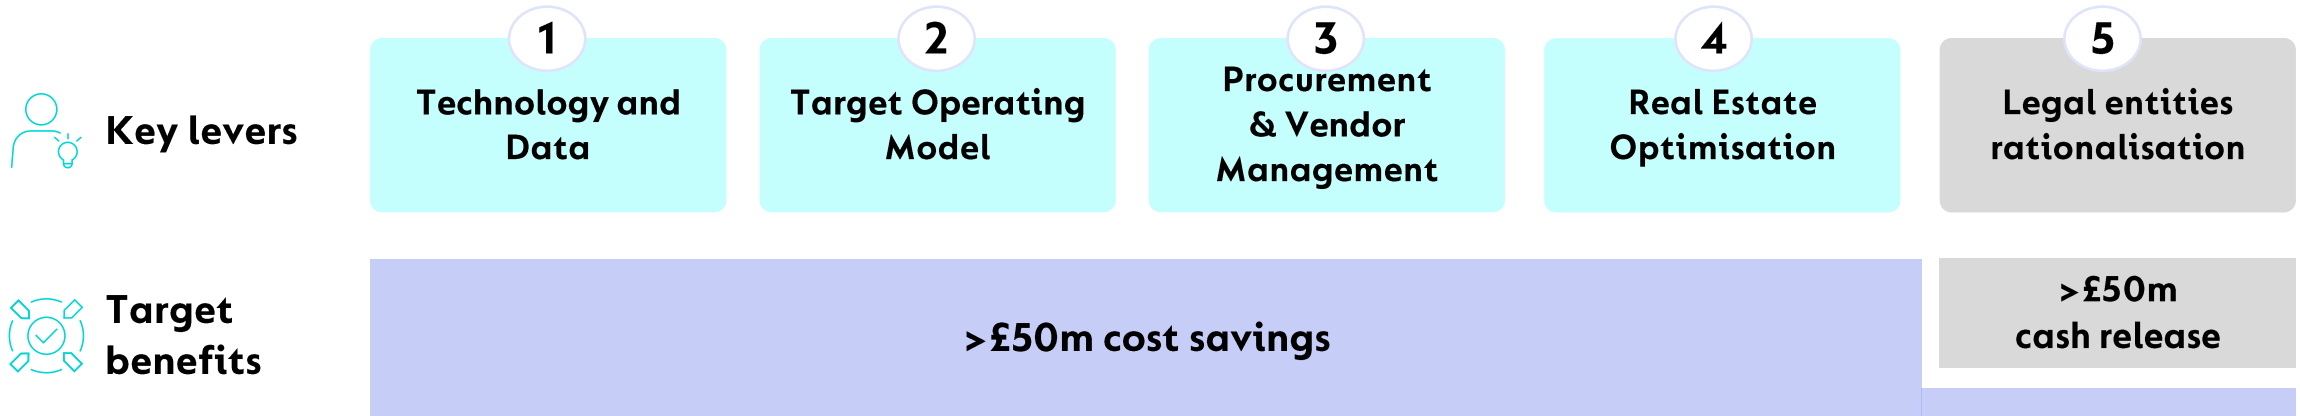 Key levers
1
Technology and
Data
2
Target Operating
Model
3
Procurement
& Vendor
Management
4
Real Estate
Optimisation
5
Legal entities
rationalisation
Target
benefits
>£50m cost savings
>£50m
cash release